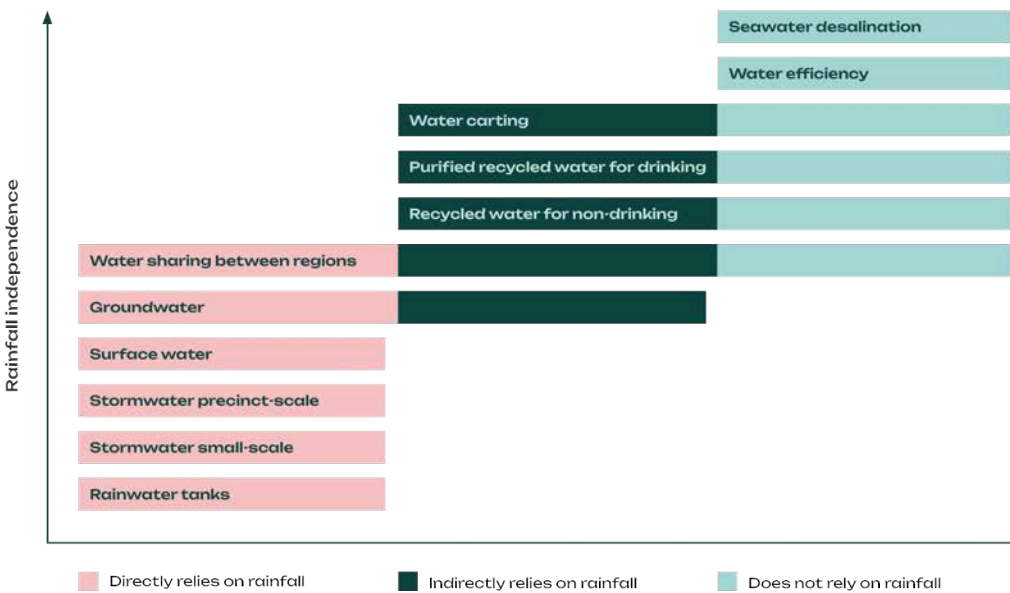 Seawater desalination
Water efficiency
Water carting
Purified recycled water for drinking
Recycled water for non-drinking
Water sharing between regions
Groundwater
Surface water
Stormwater precinct-scale
Stormwater small-scale
Rainwater tanks
Rainfall independence
Directly relies on rainfall
Indirectly relies on rainfall
Does not rely on rainfall